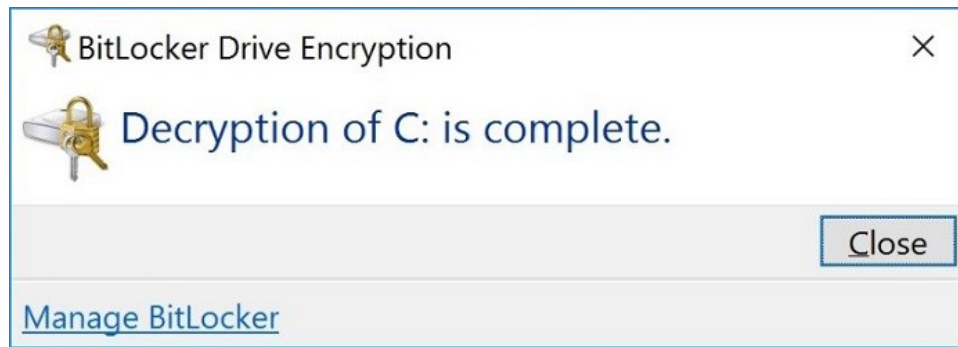 BitLocker Drive Encryption
Decryption of C: is complete.
Close
Manage BitLocker